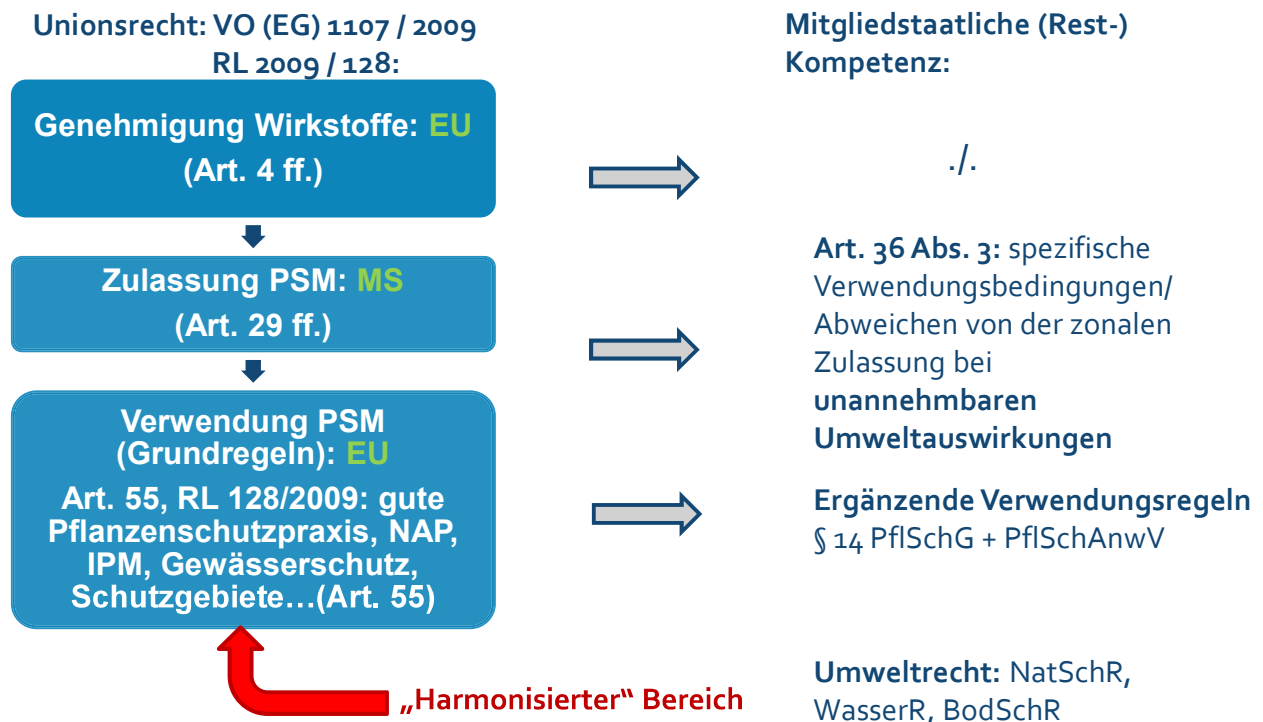 Unionsrecht: VO (EG) 1107 / 2009
RL 2009 / 128:
Genehmigung Wirkstoffe: EU
(Art. 4 ff.)
Zulassung PSM: MS
(Art. 29 ff.)
Verwendung PSM
(Grundregeln): EU
Art. 55, RL 128/2009: gute
Pflanzenschutzpraxis, NAP,
IPM, Gewässerschutz,
Schutzgebiete…(Art. 55)
„Harmonisierter“ Bereich
Mitgliedstaatliche (Rest-)
Kompetenz:
./.
Art. 36 Abs. 3: spezifische
Verwendungsbedingungen/
Abweichen von der zonalen
Zulassung bei
unannehmbaren
Umweltauswirkungen
Ergänzende Verwendungsregeln
§ 14 PflSchG + PflSchAnwV
Umweltrecht: NatSchR,
WasserR, BodSchR